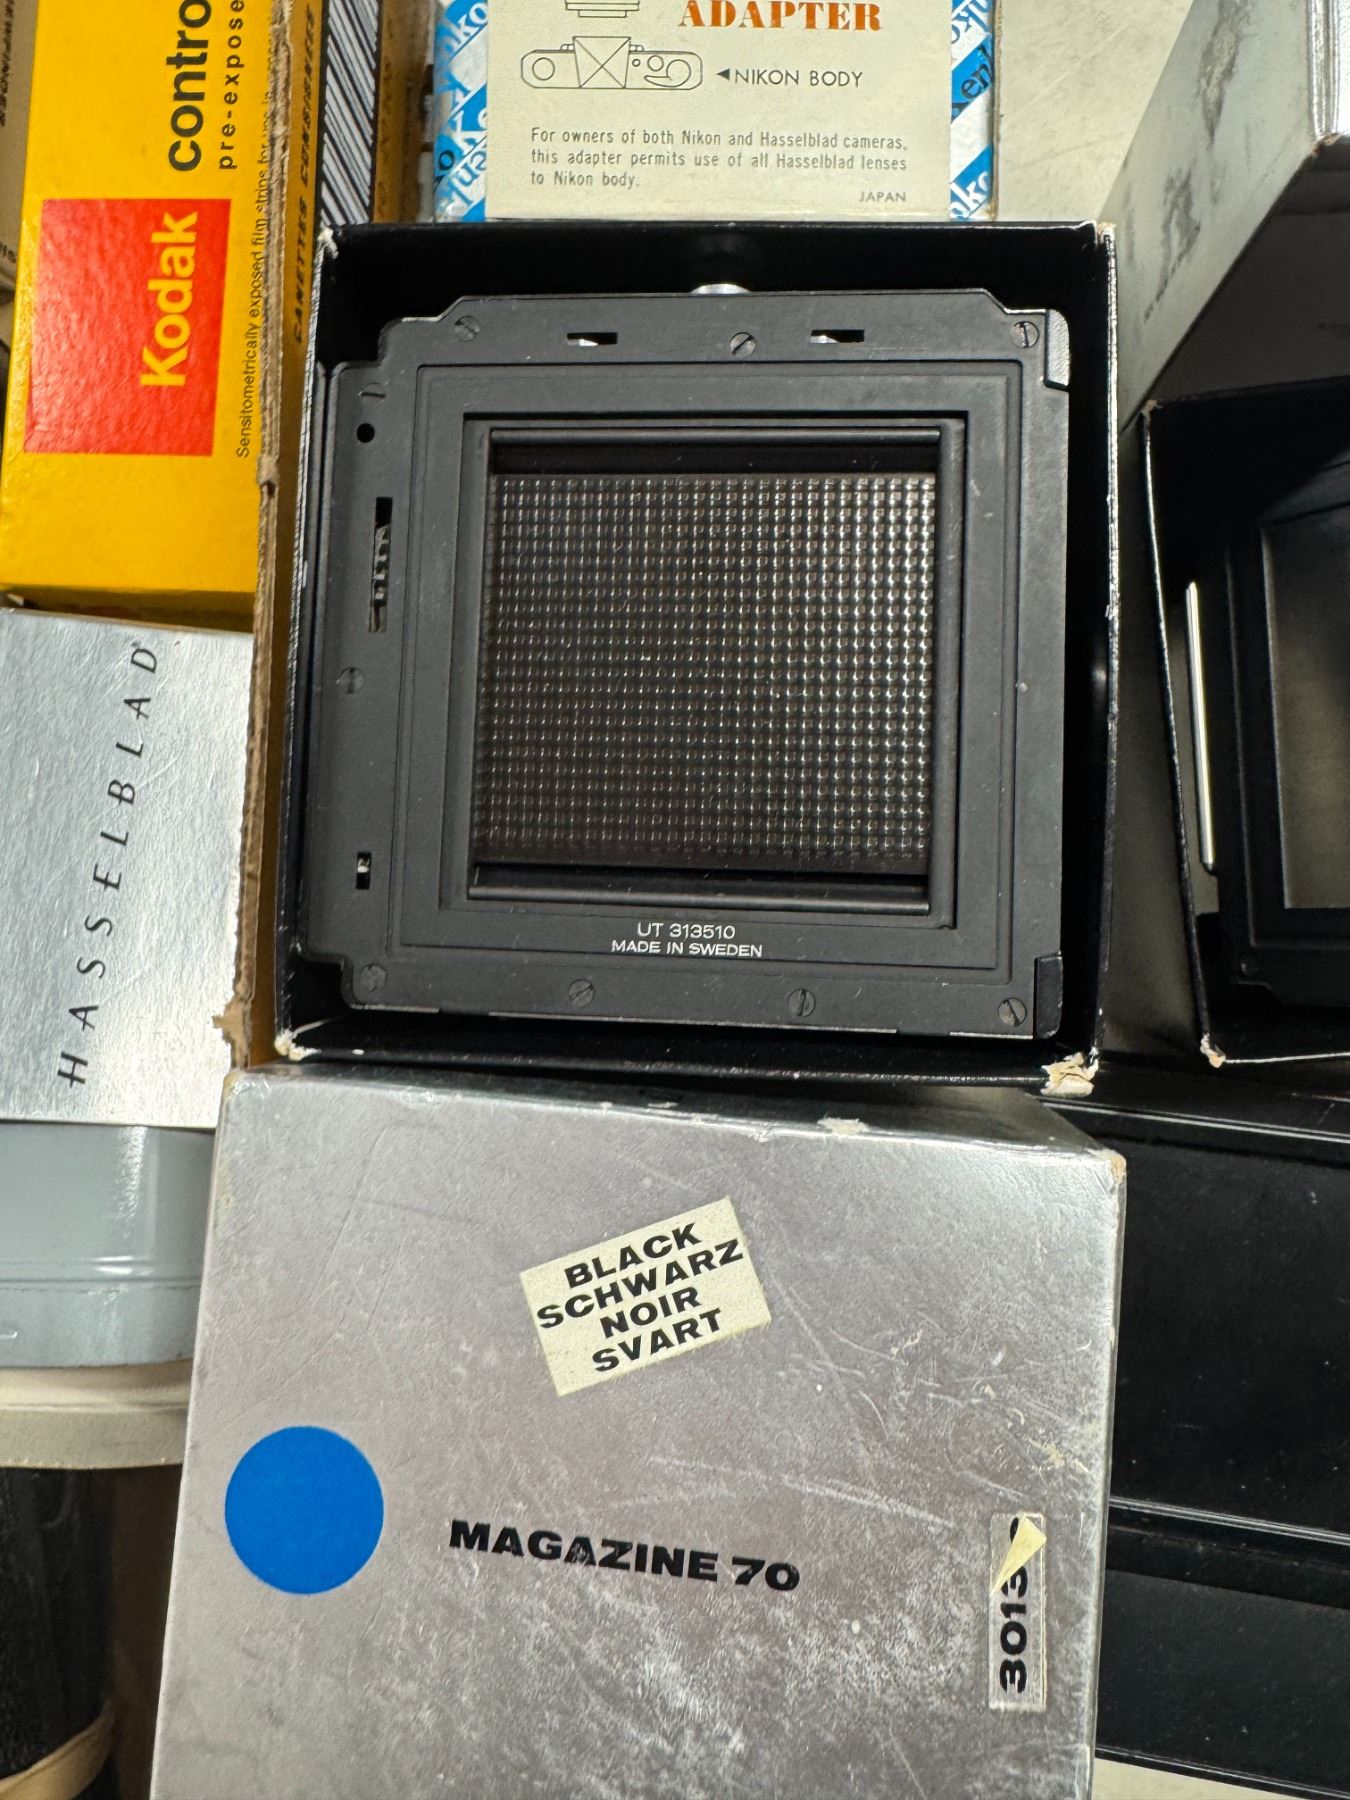 ADAPTER
NIKON BODY
For owners of both Nikon and Hasselblad cameras,
this adapter permits use of all Hasselblad lenses
to Nikon body.
JAPAN
contro
pre-expose
Kodak
Sensitometrically exposed film strips for
HASSELBLAD
UT 313510
MADE IN SWEDEN
BLACK
SCHWARZ
NOIR
SVART
MAGAZINE 70
3013